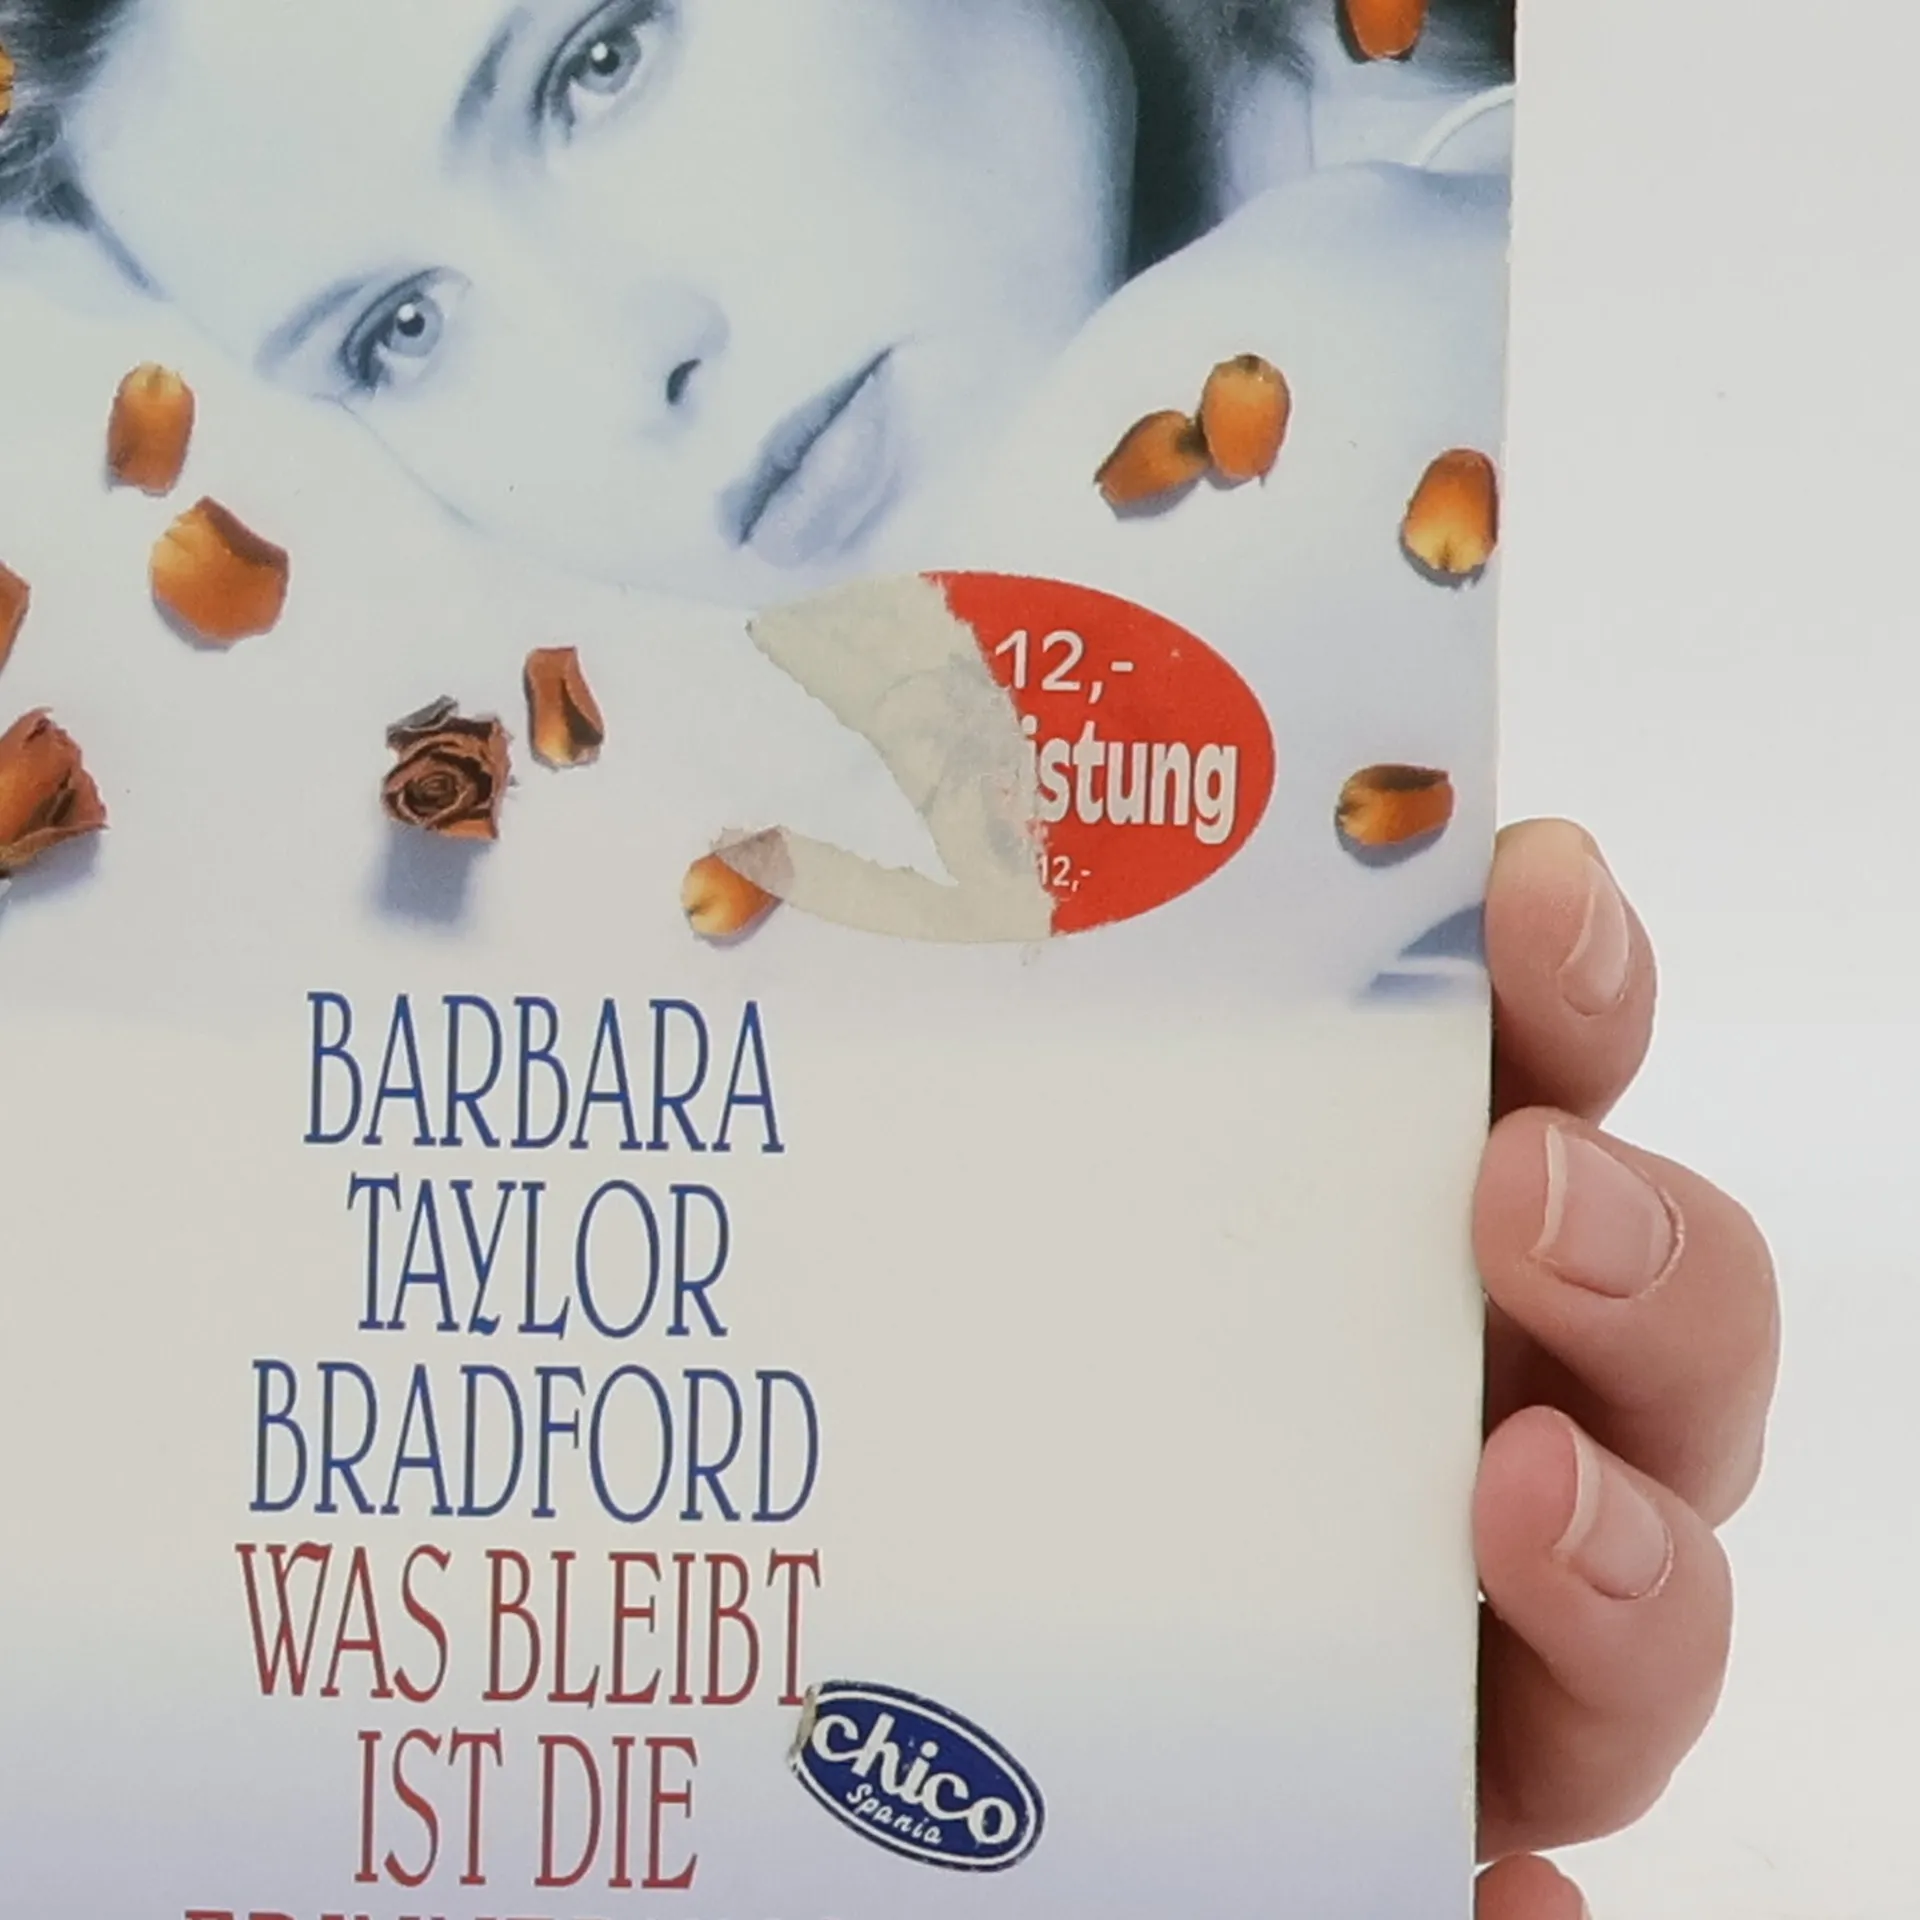 12,-
istung
12,-
BARBARA
TAYLOR
BRADFORD
WAS BLEIBT
IST DIE
chico
Spania